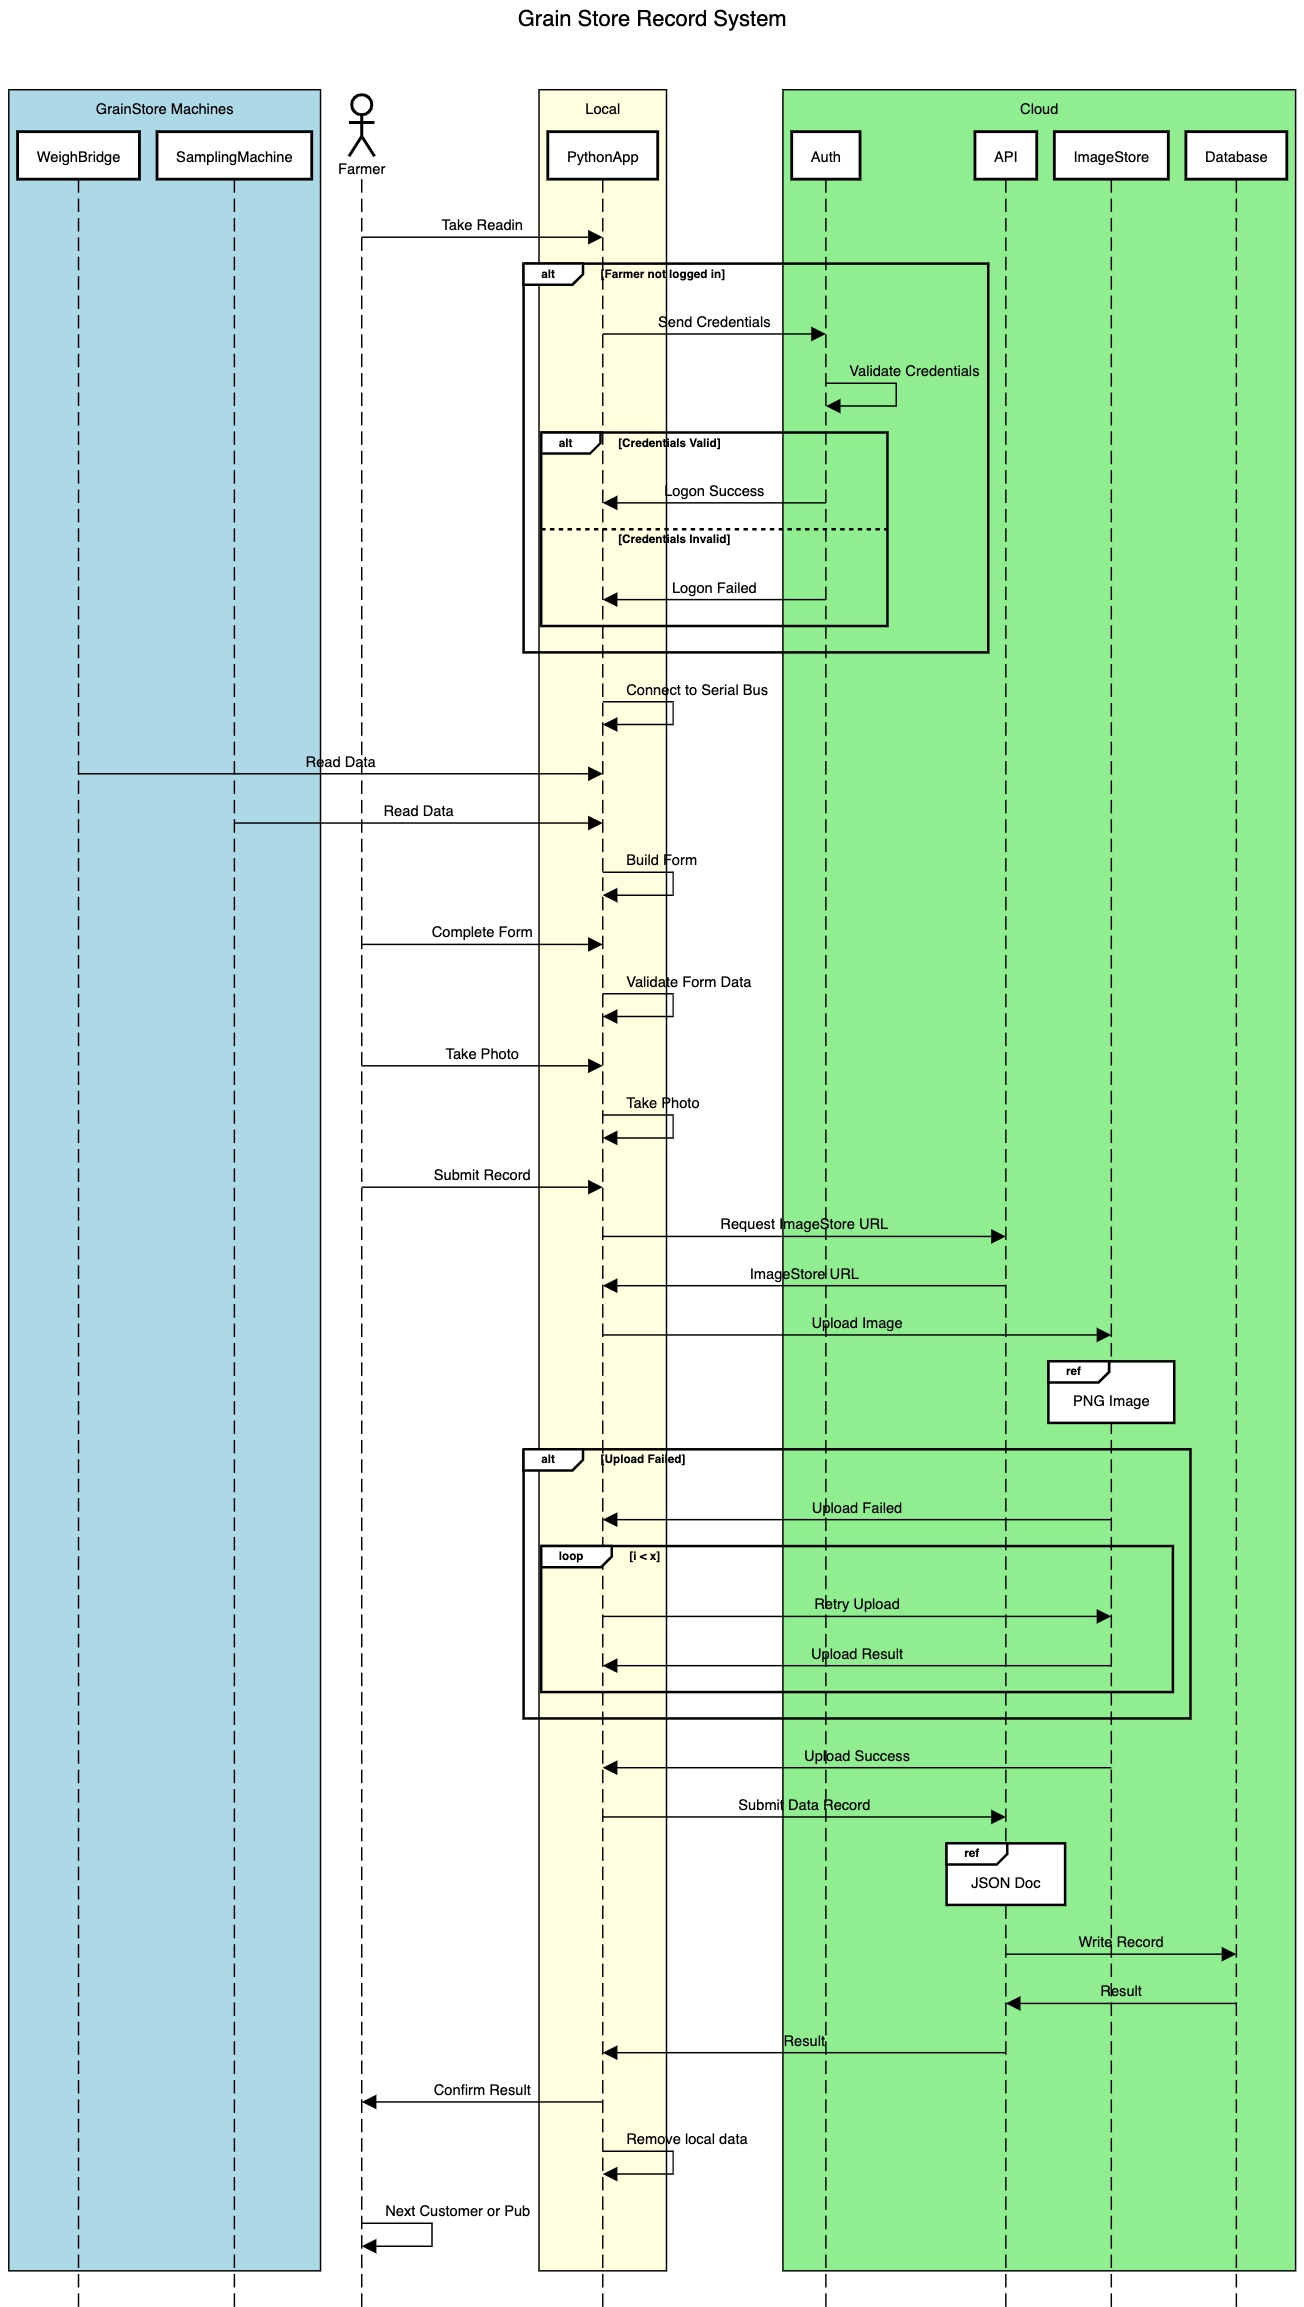 Grain Store Record System
GrainStore Machines
Local
Cloud
WeighBridge
SamplingMachine
Farmer
PythonApp
Auth
API
ImageStore
Database
Take Readin
alt
[Farmer not logged in]
Send Credentials
Validate Credentials
alt
[Credentials Valid]
Logon Success
[Credentials Invalid]
Logon Failed
Connect to Serial Bus
Read Data
Read Data
Build Form
Complete Form
Validate Form Data
Take Photo
Take Photo
Submit Record
Request ImageStore URL
ImageStore URL
Upload Image
ref
PNG Image
alt
[Upload Failed]
Upload Failed
loop
[i < x]
Retry Upload
Upload Result
Upload Success
Submit Data Record
ref
JSON Doc
Write Record
Result
Result
Confirm Result
Remove local data
Next Customer or Pub